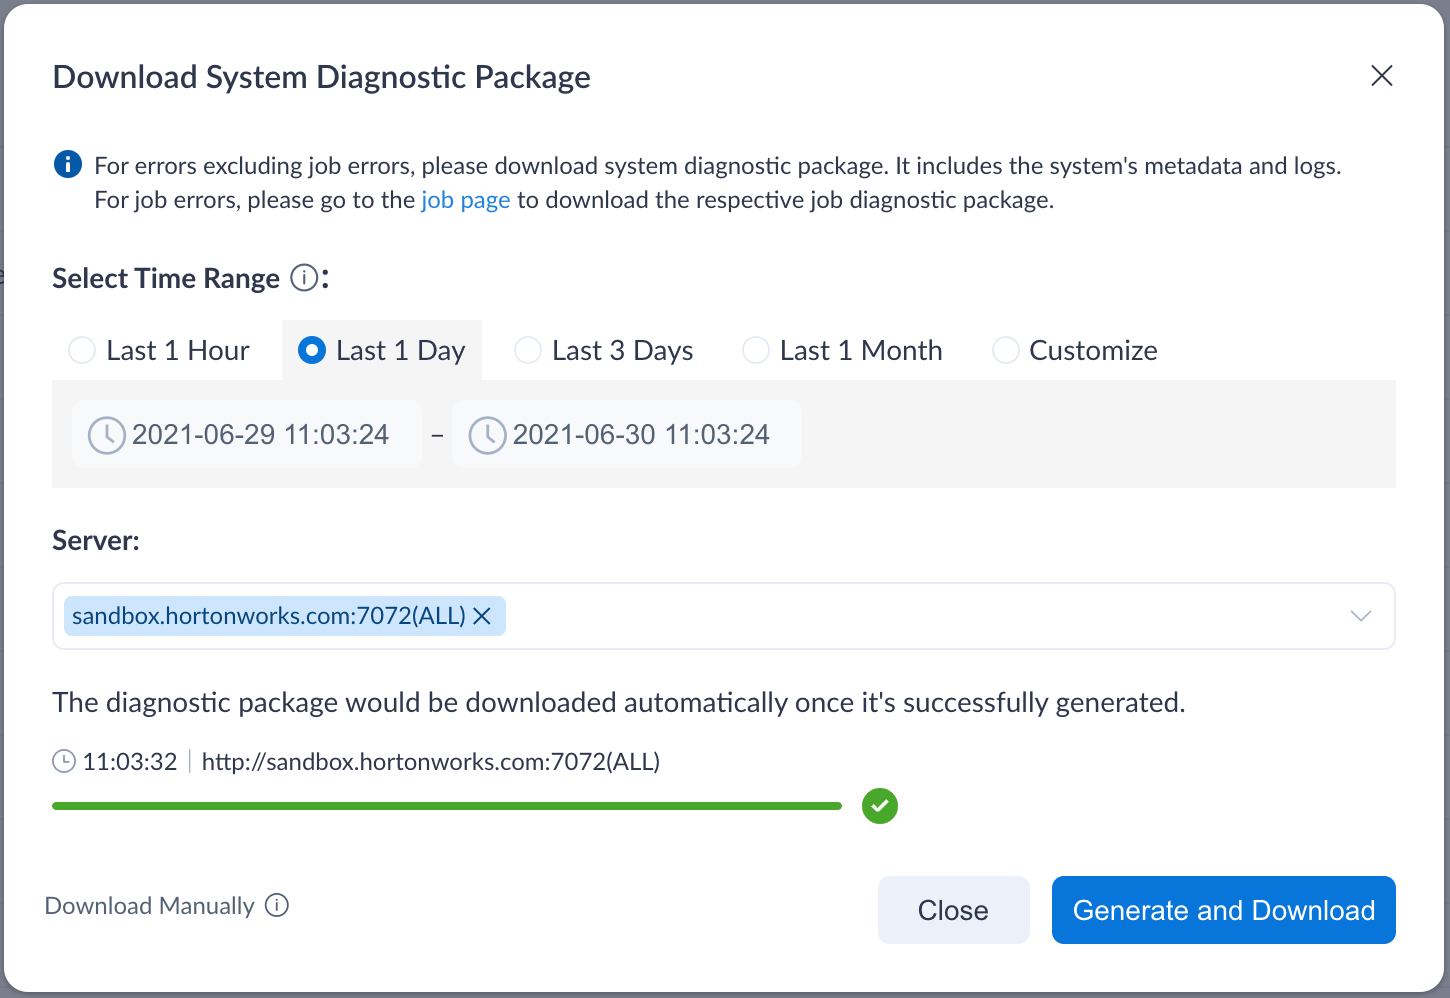 Download System Diagnostic Package
For errors excluding job errors, please download system diagnostic package. It includes the system's metadata and logs.
For job errors, please go to the job page to download the respective job diagnostic package.
Select Time Range :
Last 1 Hour Last 1 Day Last 3 Days Last 1 Month Customize
2021-06-29 11:03:24 – 2021-06-30 11:03:24
Server:
sandbox.hortonworks.com:7072(ALL)
The diagnostic package would be downloaded automatically once it's successfully generated.
11:03:32 | http://sandbox.hortonworks.com:7072(ALL)
Download Manually Close Generate and Download